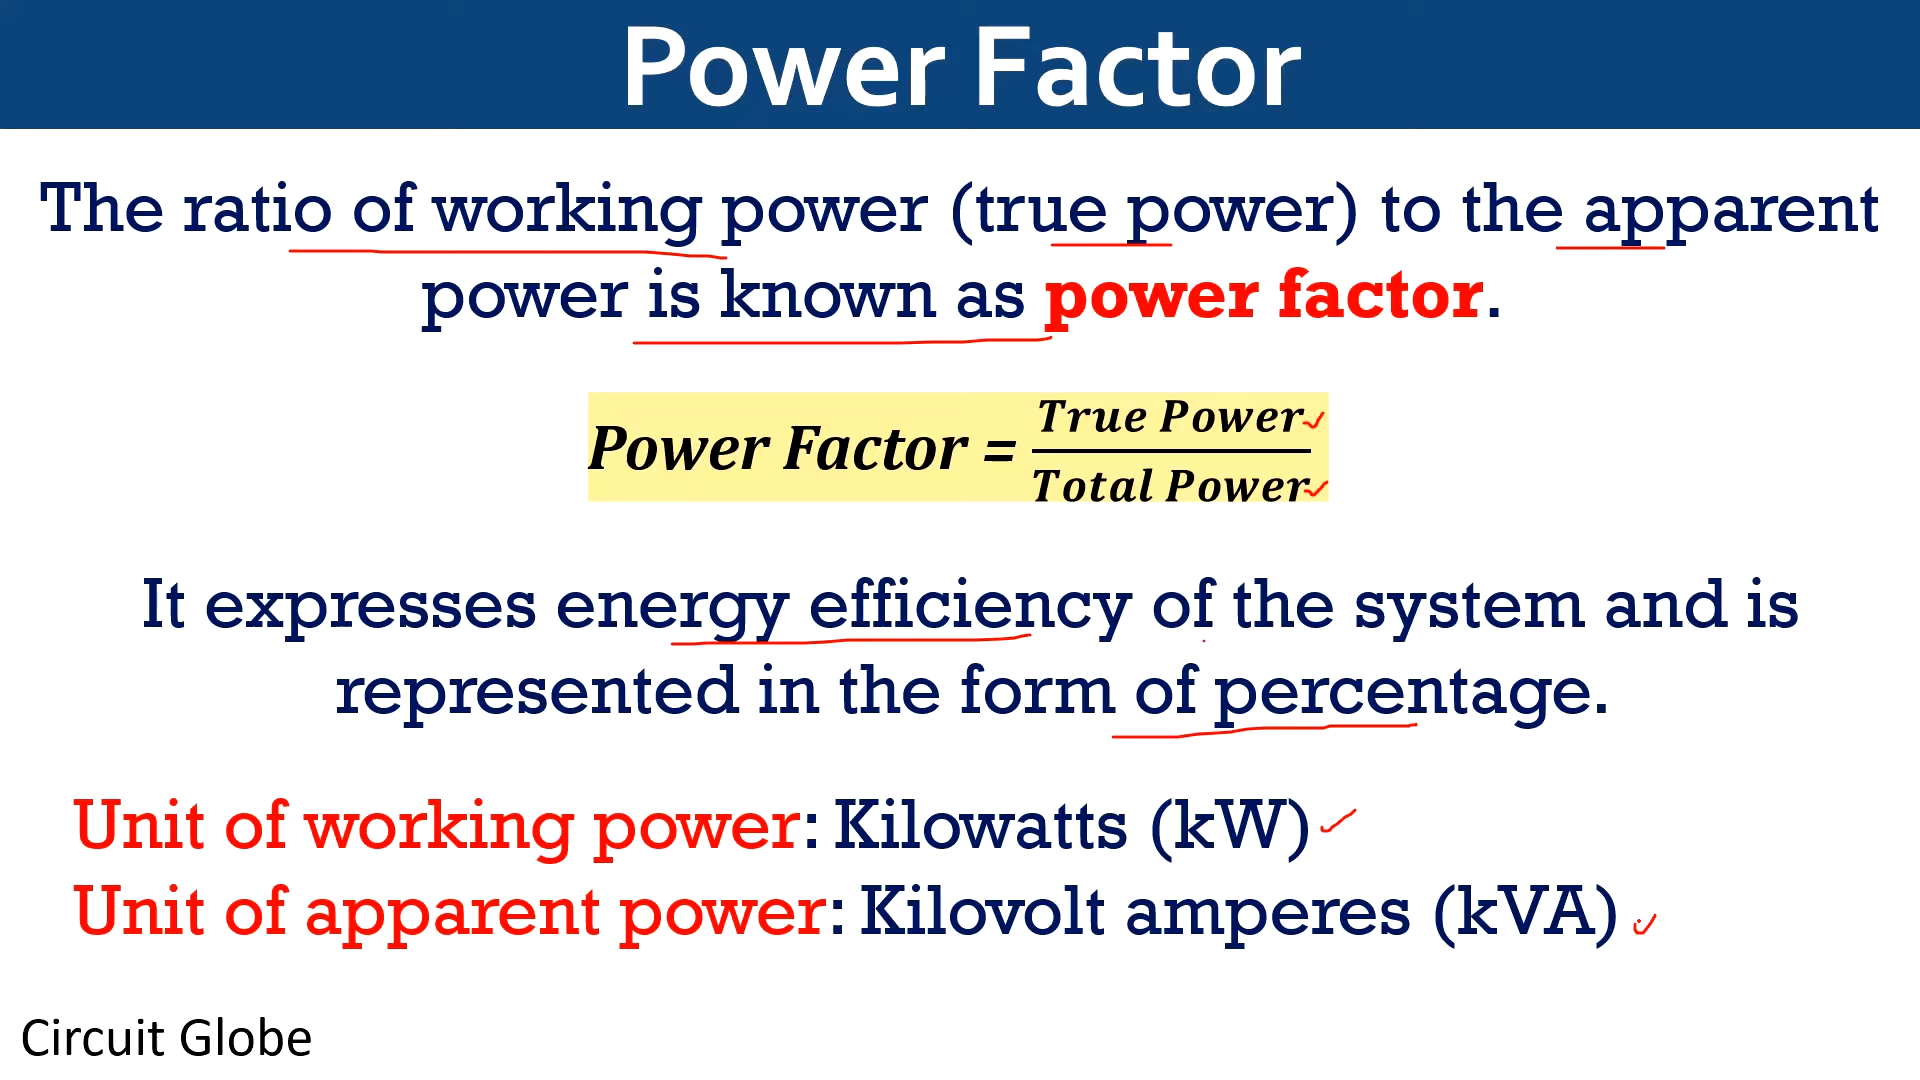 Power Factor
The ratio of working power (true power) to the apparent
power is known as power factor.
Power Factor = True Power / Total Power
It expresses energy efficiency of the system and is
represented in the form of percentage.
Unit of working power: Kilowatts (kW)
Unit of apparent power: Kilovolt amperes (kVA)
Circuit Globe